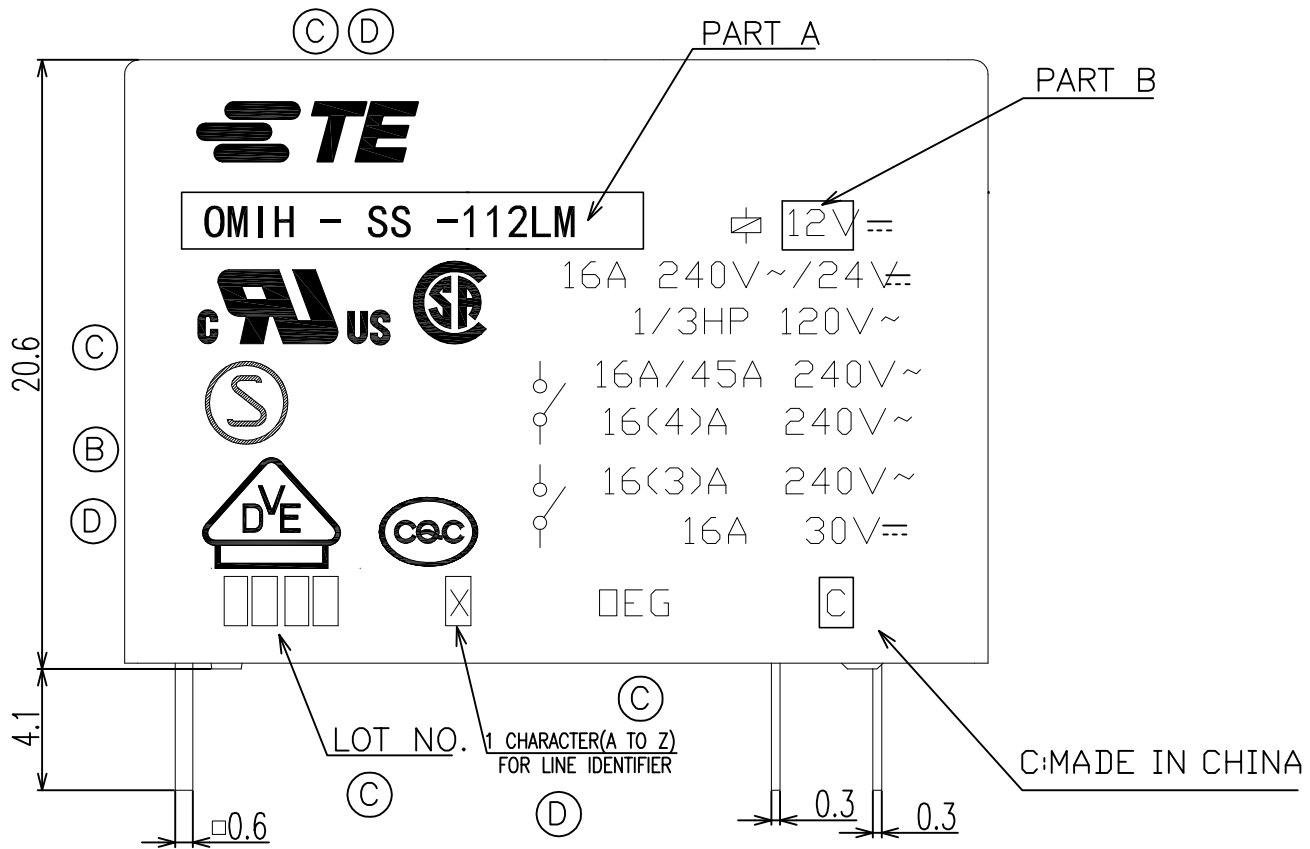 C D
PART A
PART B
TE
OMIH - SS -112LM
12V
16A 240V~/24V
1/3HP 120V~
C US
SA
20.6
C
16A/45A 240V~
S
16(4)A 240V~
B
16(3)A 240V~
D
VDE
CQC
16A 30V
X
□EG
C
4.1
C
LOT NO.
1 CHARACTER(A TO Z)
FOR LINE IDENTIFIER
C:MADE IN CHINA
C
D
□0.6
0.3
0.3